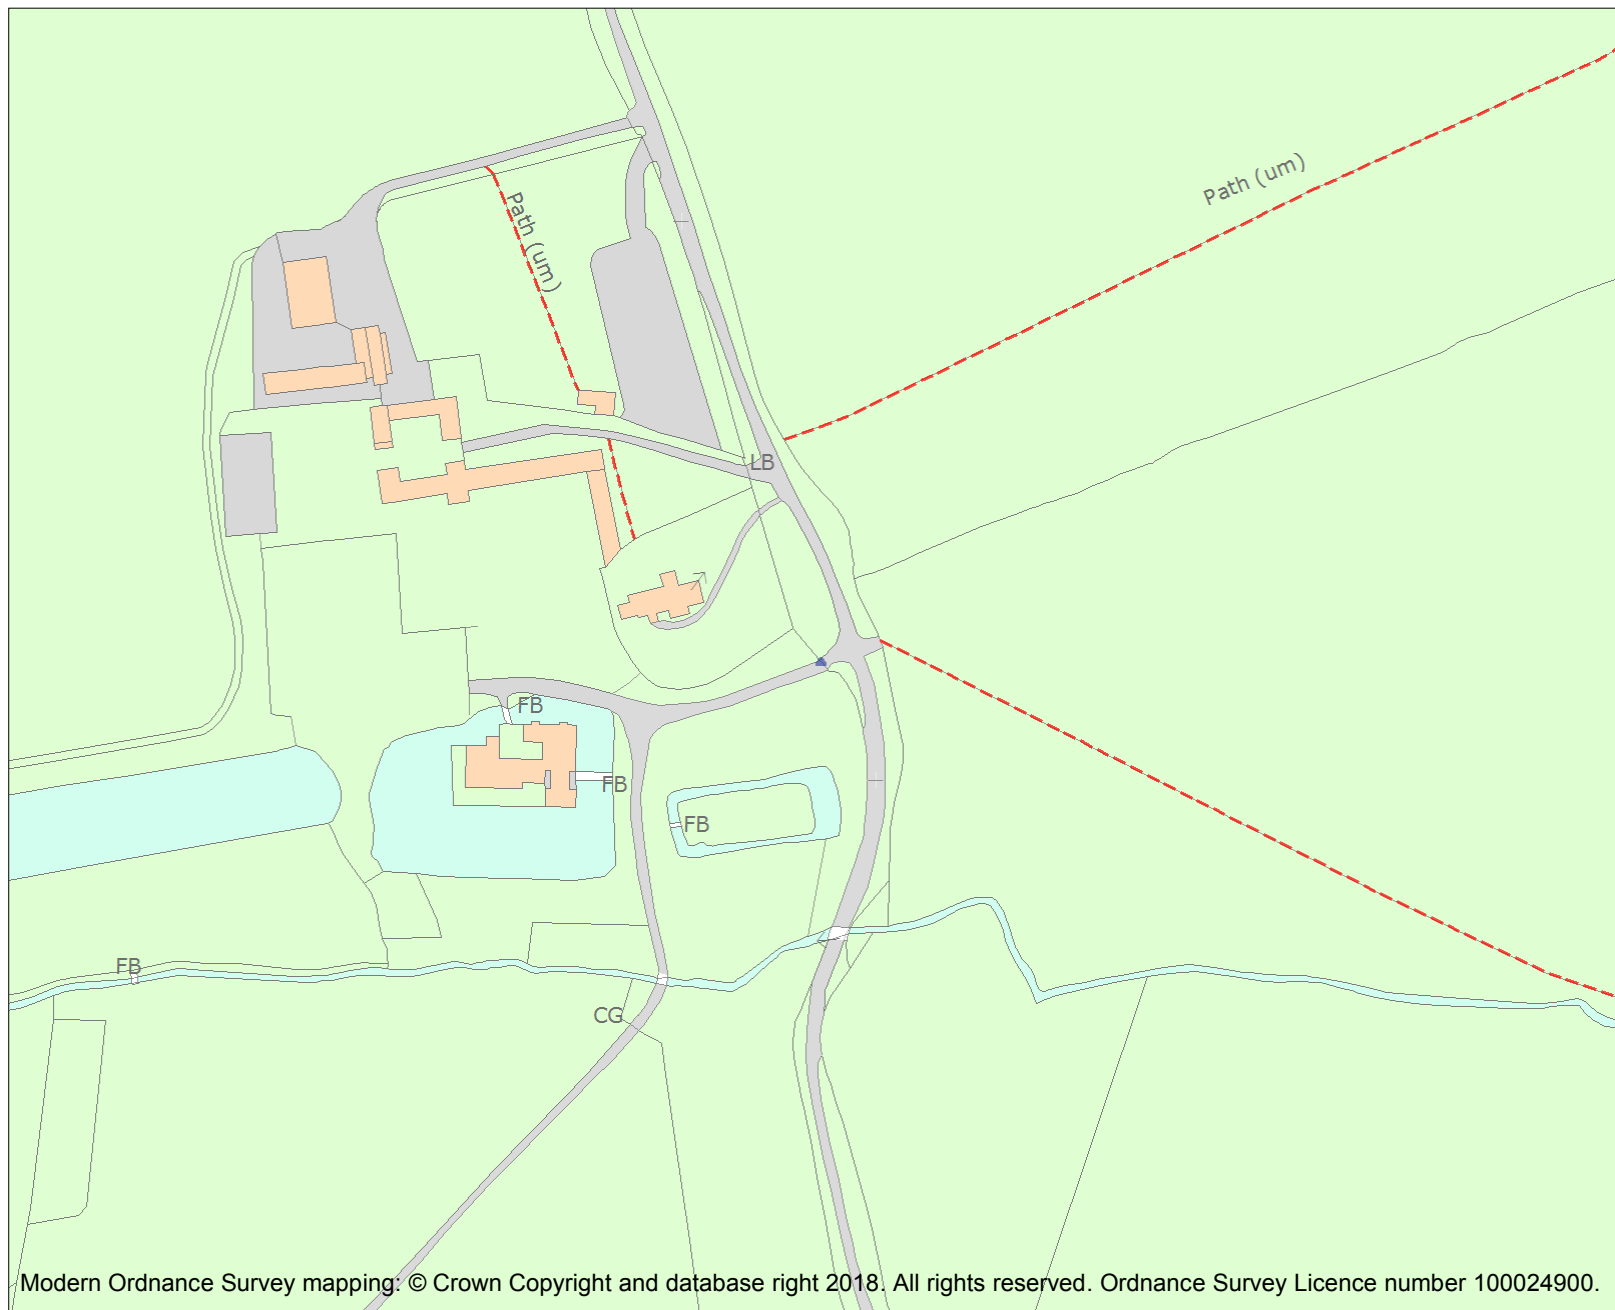 Path (um)
Path (um)
LB
FB
FB
FB
FB
CG
Modern Ordnance Survey mapping: © Crown Copyright and database right 2018. All rights reserved. Ordnance Survey Licence number 100024900.